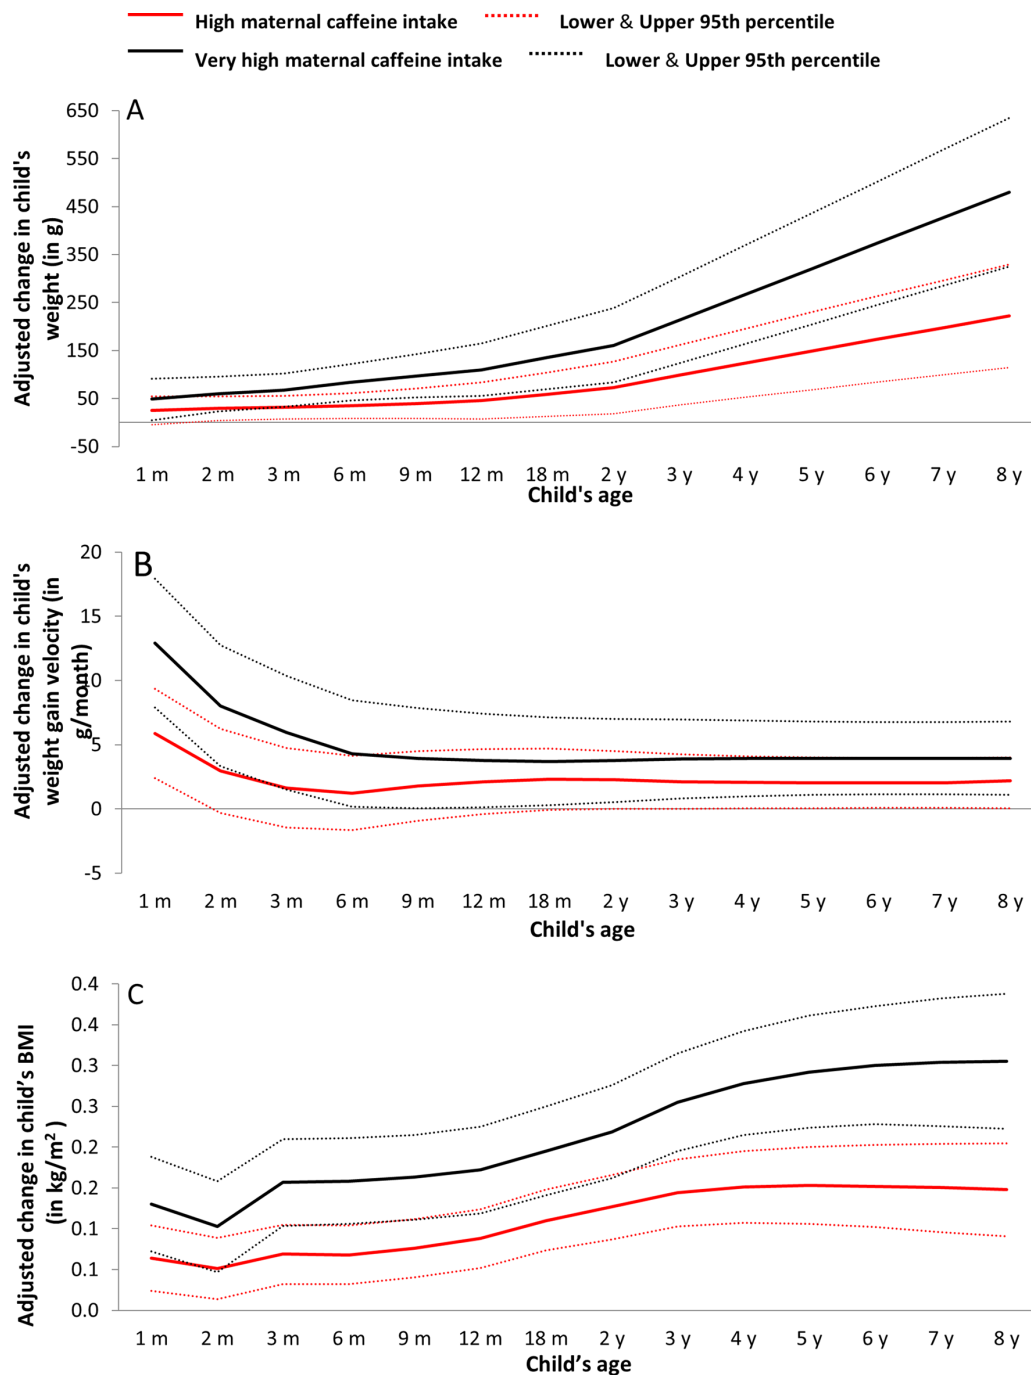 High maternal caffeine intake Lower & Upper 95th percentile
Very high maternal caffeine intake Lower & Upper 95th percentile
A
Adjusted change in child's
weight (in g)
650
550
450
350
250
150
50
-50
1 m 2 m 3 m 6 m 9 m 12 m 18 m 2 y 3 y 4 y 5 y 6 y 7 y 8 y
Child's age
B
Adjusted change in child's
weight gain velocity (in
g/month)
20
15
10
5
0
-5
1 m 2 m 3 m 6 m 9 m 12 m 18 m 2 y 3 y 4 y 5 y 6 y 7 y 8 y
Child's age
C
Adjusted change in child’s BMI
(in kg/m²)
0.4
0.4
0.3
0.3
0.2
0.2
0.1
0.1
0.0
1 m 2 m 3 m 6 m 9 m 12 m 18 m 2 y 3 y 4 y 5 y 6 y 7 y 8 y
Child’s age